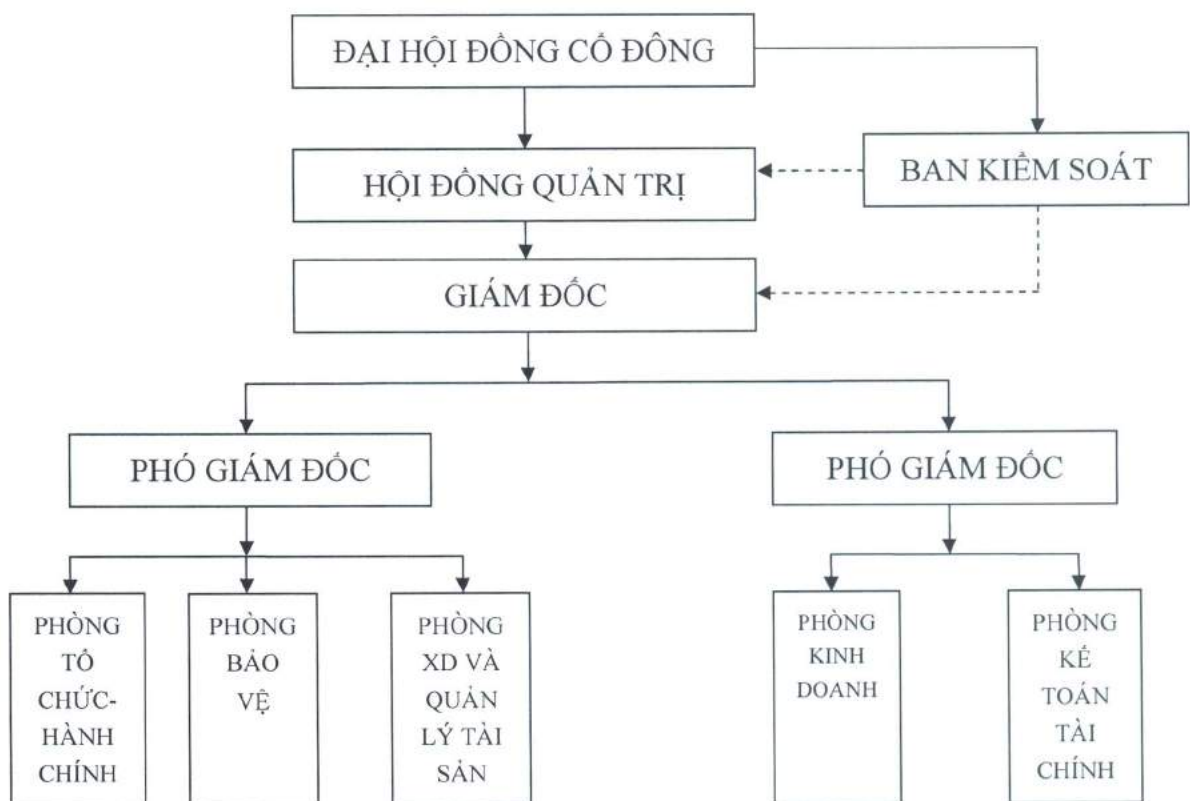 ĐẠI HỘI ĐỒNG CỔ ĐÔNG
HỘI ĐỒNG QUẢN TRỊ
BAN KIỂM SOÁT
GIÁM ĐỐC
PHÓ GIÁM ĐỐC
PHÓ GIÁM ĐỐC
PHÒNG
TỔ
CHỨC-
HÀNH
CHÍNH
PHÒNG
BẢO
VỆ
PHÒNG
XD VÀ
QUẢN
LÝ TÀI
SẢN
PHÒNG
KINH
DOANH
PHÒNG
KẾ
TOÁN
TÀI
CHÍNH